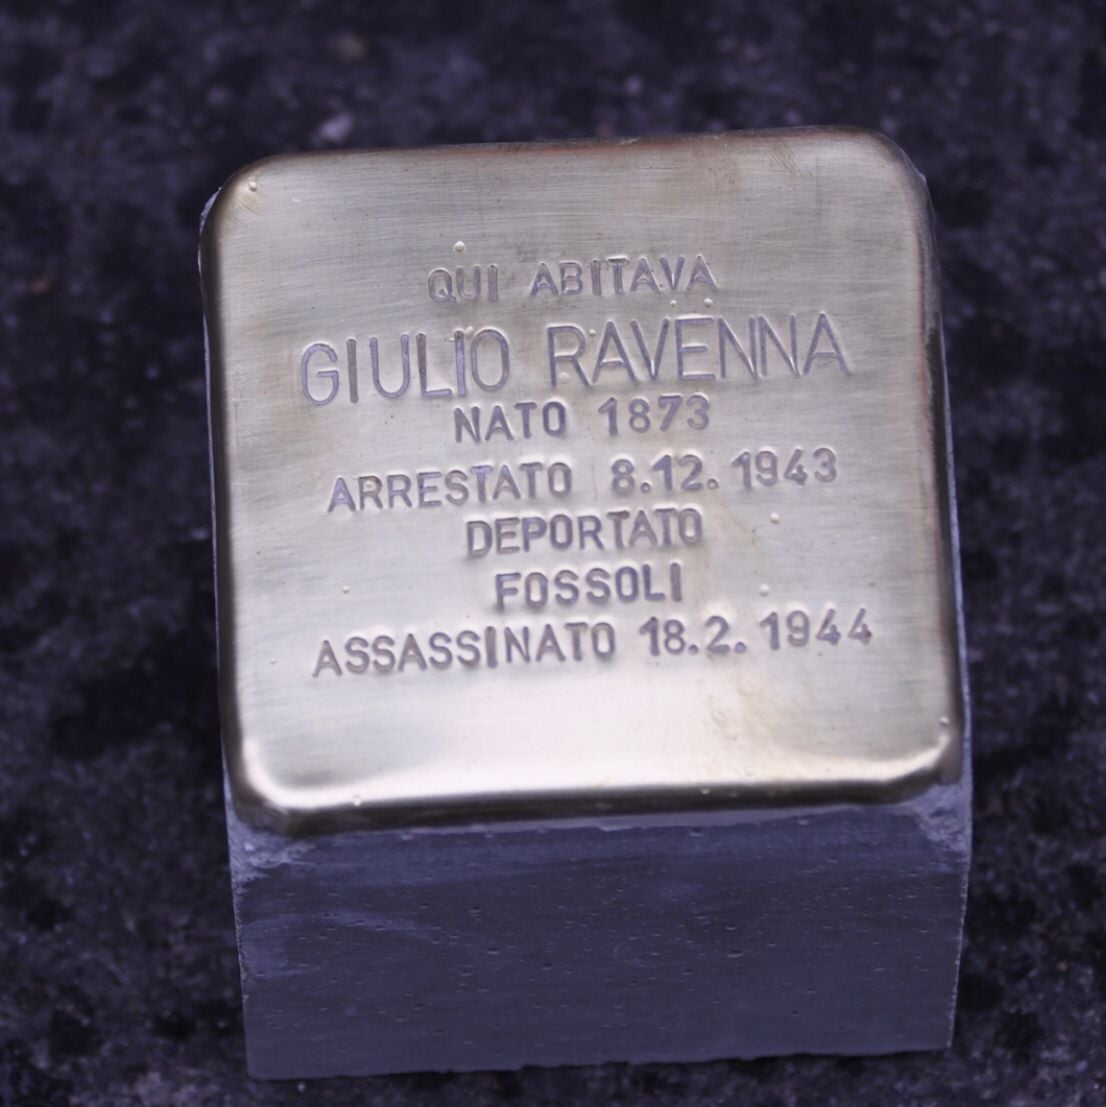 QUI ABITAVA
GIULIO RAVENNA
NATO 1873
ARRESTATO 8.12.1943
DEPORTATO
FOSSOLI
ASSASSINATO 18.2.1944